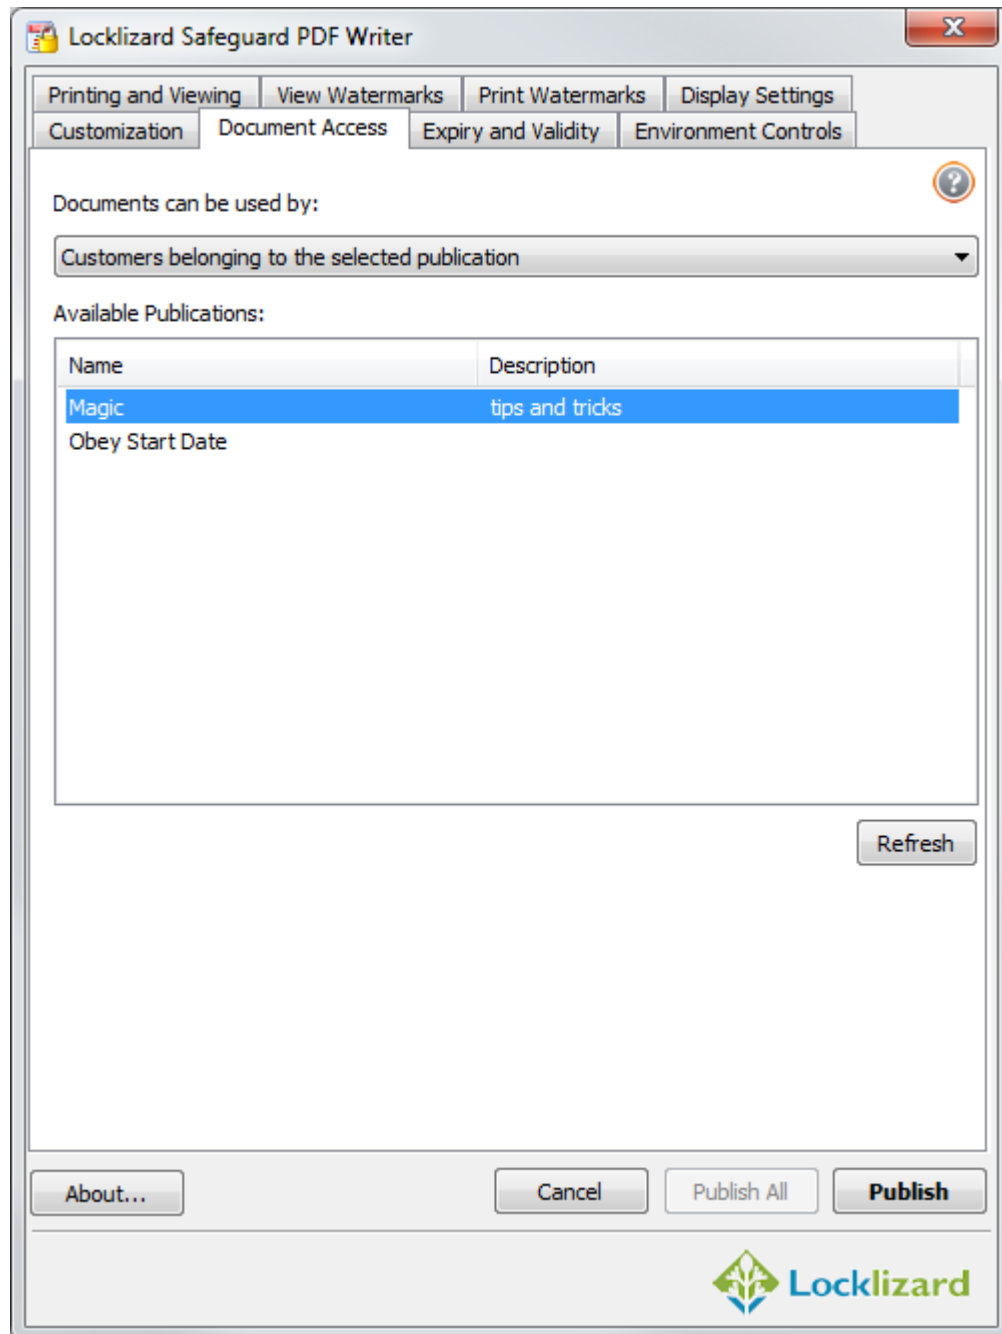 Locklizard Safeguard PDF Writer
Printing and Viewing View Watermarks Print Watermarks Display Settings
Customization Document Access Expiry and Validity Environment Controls
Documents can be used by:
Customers belonging to the selected publication
Available Publications:
Name Description
Magic tips and tricks
Obey Start Date
Refresh
About... Cancel Publish All Publish
Locklizard